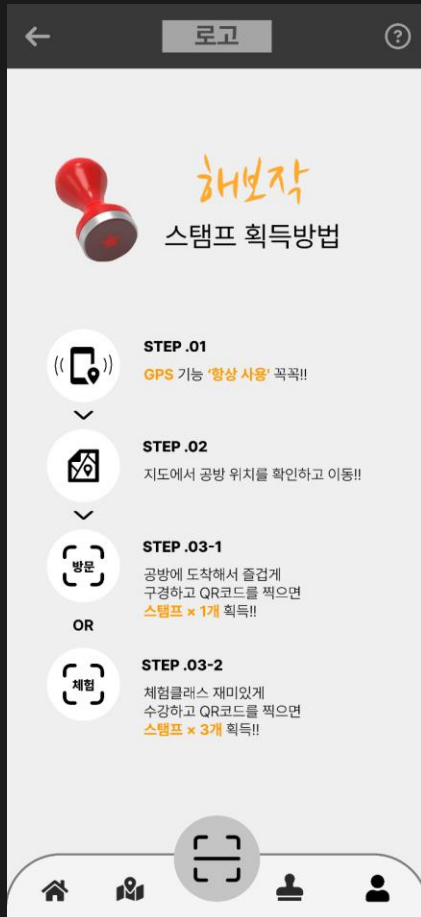 로고
?
해보작
스탬프 획득방법
STEP .01
GPS 기능 '항상 사용' 꼭꼭!!
STEP .02
지도에서 공방 위치를 확인하고 이동!!
방문
STEP .03-1
공방에 도착해서 즐겁게
구경하고 QR코드를 찍으면
스탬프 × 1개 획득!!
OR
체험
STEP .03-2
체험클래스 재미있게
수강하고 QR코드를 찍으면
스탬프 × 3개 획득!!